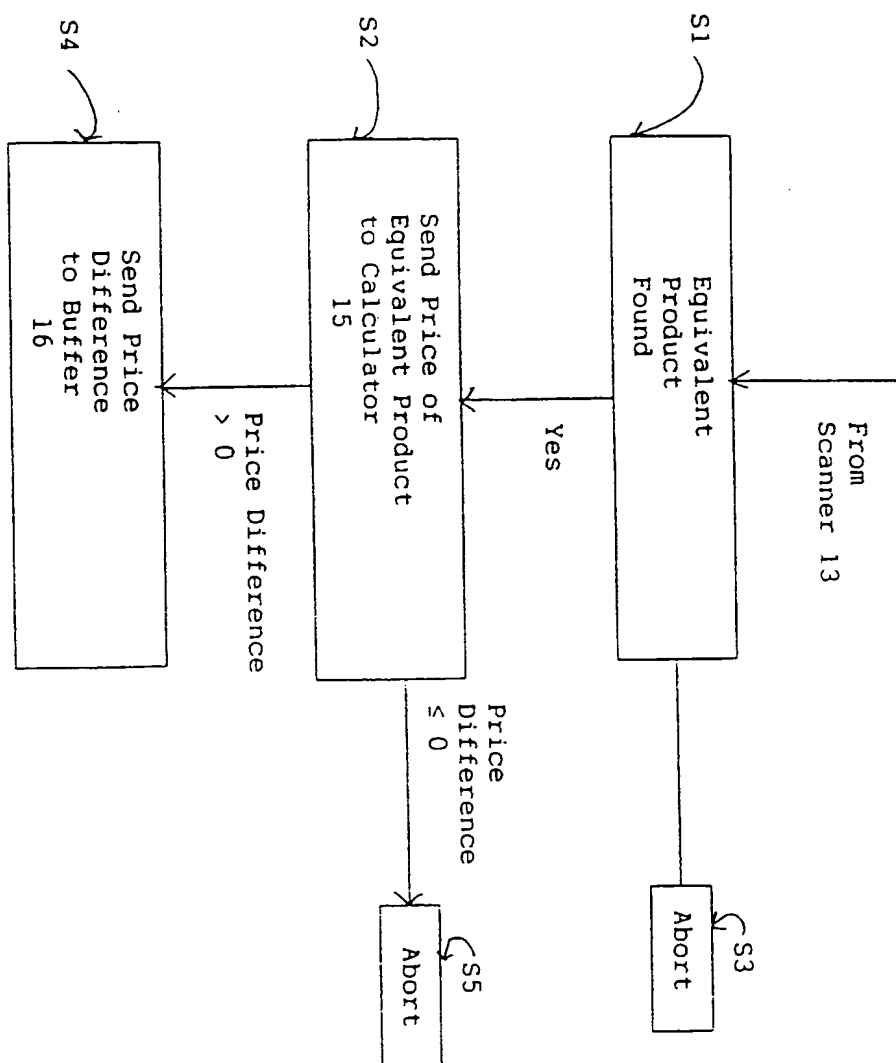 From
Scanner 13
S1
Equivalent
Product
Found
Abort
S3
Yes
S2
Send Price of
Equivalent Product
to Calculator
15
Price
Difference
≤ 0
Abort
S5
Price Difference
> 0
S4
Send Price
Difference
to Buffer
16